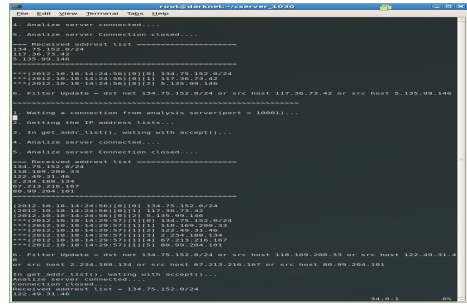 root@darknet:~/cserver_1030
File Edit View Terminal Tabs Help
4. Analize server connected....
5. Analize server Connection closed....
=== Received address list ===
134.75.152.0/24
117.36.73.42
5.135.99.146
***(2012.10.18-14:24:56)[0][0] 134.75.152.0/24
***(2012.10.18-14:24:56)[0][1] 117.36.73.42
***(2012.10.18-14:24:56)[0][2] 5.135.99.146
6. Filter Update = dst net 134.75.152.0/24 or src host 117.36.73.42 or src host 5.135.99.146
1. Wating a connection from analysis server(port = 10001)...
2. Getting the IP address lists...
3. In get_addr_list(), wating with accept()...
4. Analize server connected....
5. Analize server Connection closed....
=== Received address list ===
134.75.152.0/24
118.169.200.33
122.49.31.46
2.234.188.134
67.213.216.167
80.99.204.101
(2012.10.18-14:24:56)[0][0] 134.75.152.0/24
(2012.10.18-14:24:56)[0][1] 117.36.73.42
(2012.10.18-14:24:56)[0][2] 5.135.99.146
***(2012.10.18-14:29:57)[1][0] 134.75.152.0/24
***(2012.10.18-14:29:57)[1][1] 118.169.200.33
***(2012.10.18-14:29:57)[1][2] 122.49.31.46
***(2012.10.18-14:29:57)[1][3] 2.234.188.134
***(2012.10.18-14:29:57)[1][4] 67.213.216.167
***(2012.10.18-14:29:57)[1][5] 80.99.204.101
6. Filter Update = dst net 134.75.152.0/24 or src host 118.169.200.33 or src host 122.49.31.4
6
or src host 2.234.188.134 or src host 67.213.216.167 or src host 80.99.204.101
In get_addr_list(), wating with accept()...
Analize server connected....
Connection closed....
Received address list = 134.75.152.0/24
122.49.31.46
34,0-1 0%